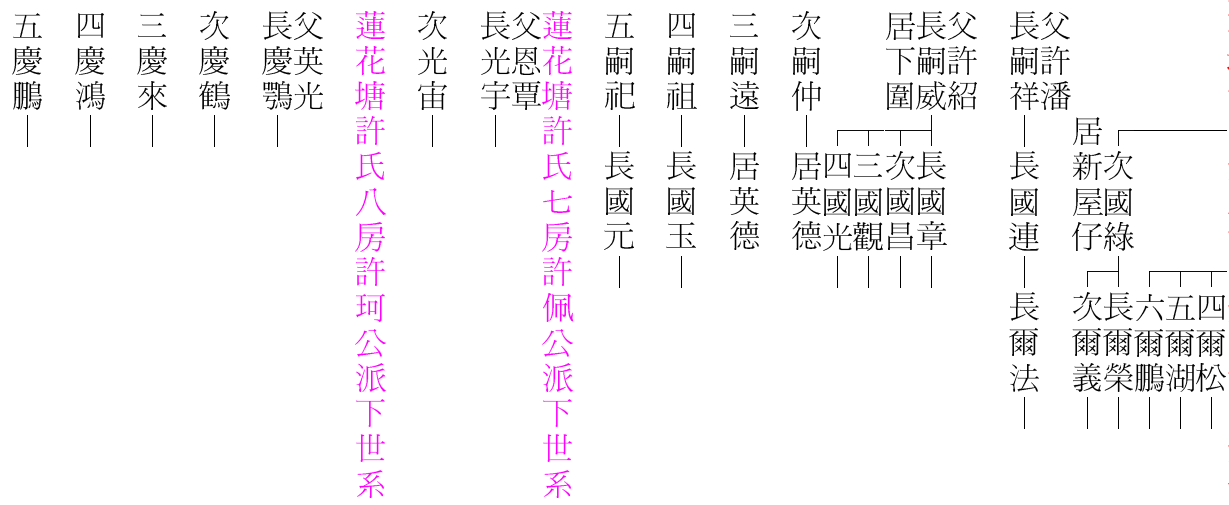 四爾松
五爾湖
六爾鵬
次國綠
長爾榮
次爾義
居新屋仔
父許潘
長嗣祥
長國連
長爾法
父許紹
長嗣威
長國章
居下圍
次國昌
三國觀
四國光
次嗣仲
居英德
三嗣遠
居英德
四嗣祖
長國玉
五嗣祀
長國元
蓮花塘許氏七房許佩公派下世系
父恩覃
長光宇
次光宙
蓮花塘許氏八房許珂公派下世系
父英光
長慶鶚
次慶鶴
三慶來
四慶鴻
五慶鵬